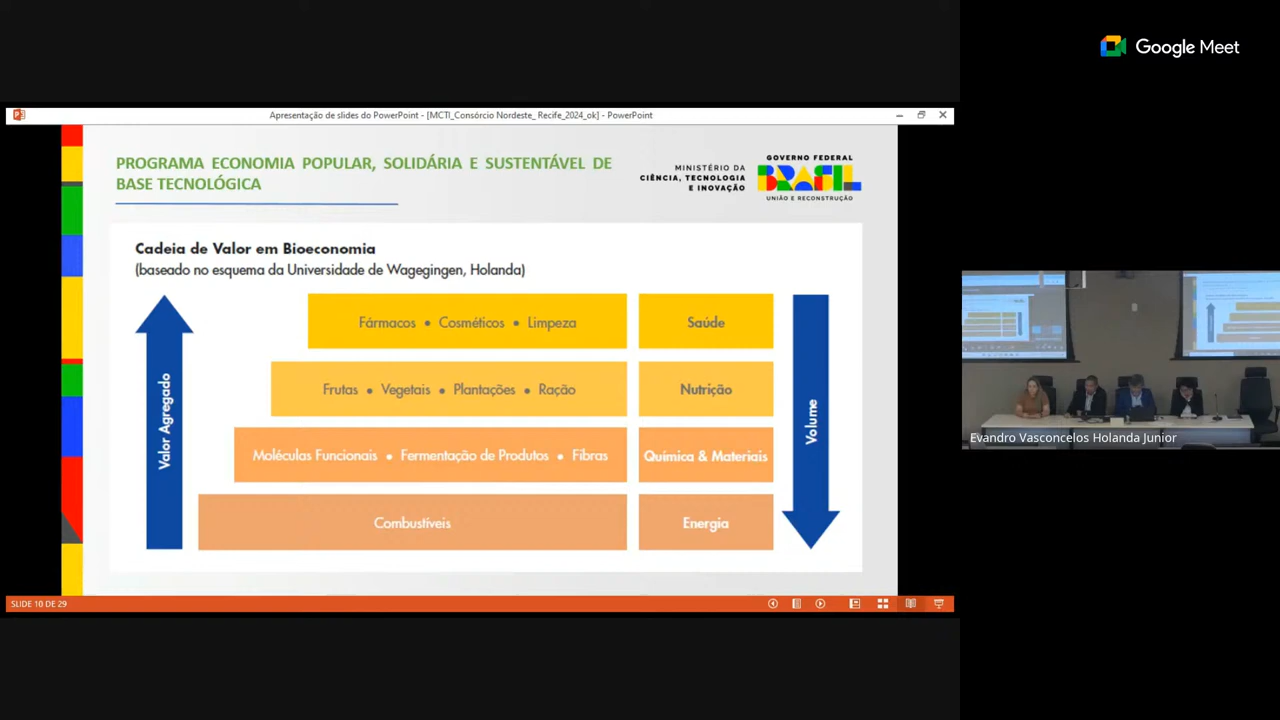 Google Meet
Apresentação de slides do PowerPoint - [MCTI_Consórcio Nordeste_ Recife_2024_ok] - PowerPoint
PROGRAMA ECONOMIA POPULAR, SOLIDÁRIA E SUSTENTÁVEL DE
BASE TECNOLÓGICA
MINISTÉRIO DA
CIÊNCIA, TECNOLOGIA
E INOVAÇÃO
GOVERNO FEDERAL
BRASIL
UNIÃO E RECONSTRUÇÃO
Cadeia de Valor em Bioeconomia
(baseado no esquema da Universidade de Wagegingen, Holanda)
Valor Agregado
Fármacos • Cosméticos • Limpeza
Saúde
Frutas • Vegetais • Plantações • Ração
Nutrição
Moléculas Funcionais • Fermentação de Produtos • Fibras
Química & Materiais
Combustíveis
Energia
Volume
Evandro Vasconcelos Holanda Junior
SLIDE 10 DE 29